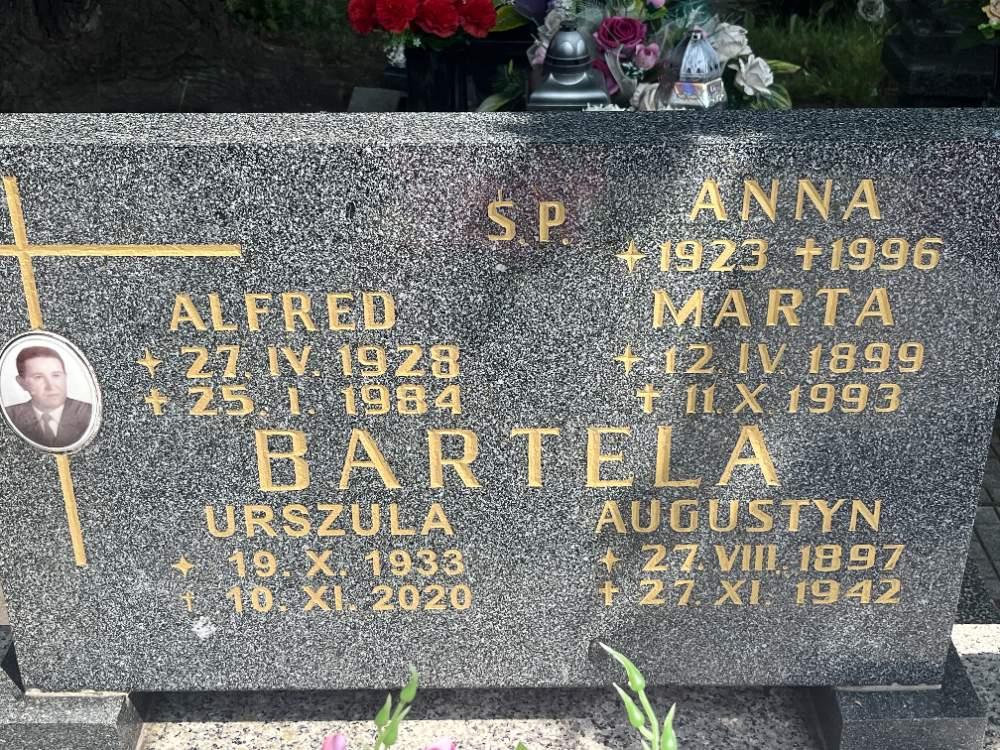 Ś.P.
ANNA
✦ 1923 ✝ 1996
ALFRED
✦ 27. IV. 1928
✝ 25. I. 1984
MARTA
✦ 12. IV 1899
✝ 11. X. 1993
BARTELA
URSZULA
✦ 19. X. 1933
✝ 10. XI. 2020
AUGUSTYN
✦ 27. VIII. 1897
✝ 27. XI. 1942